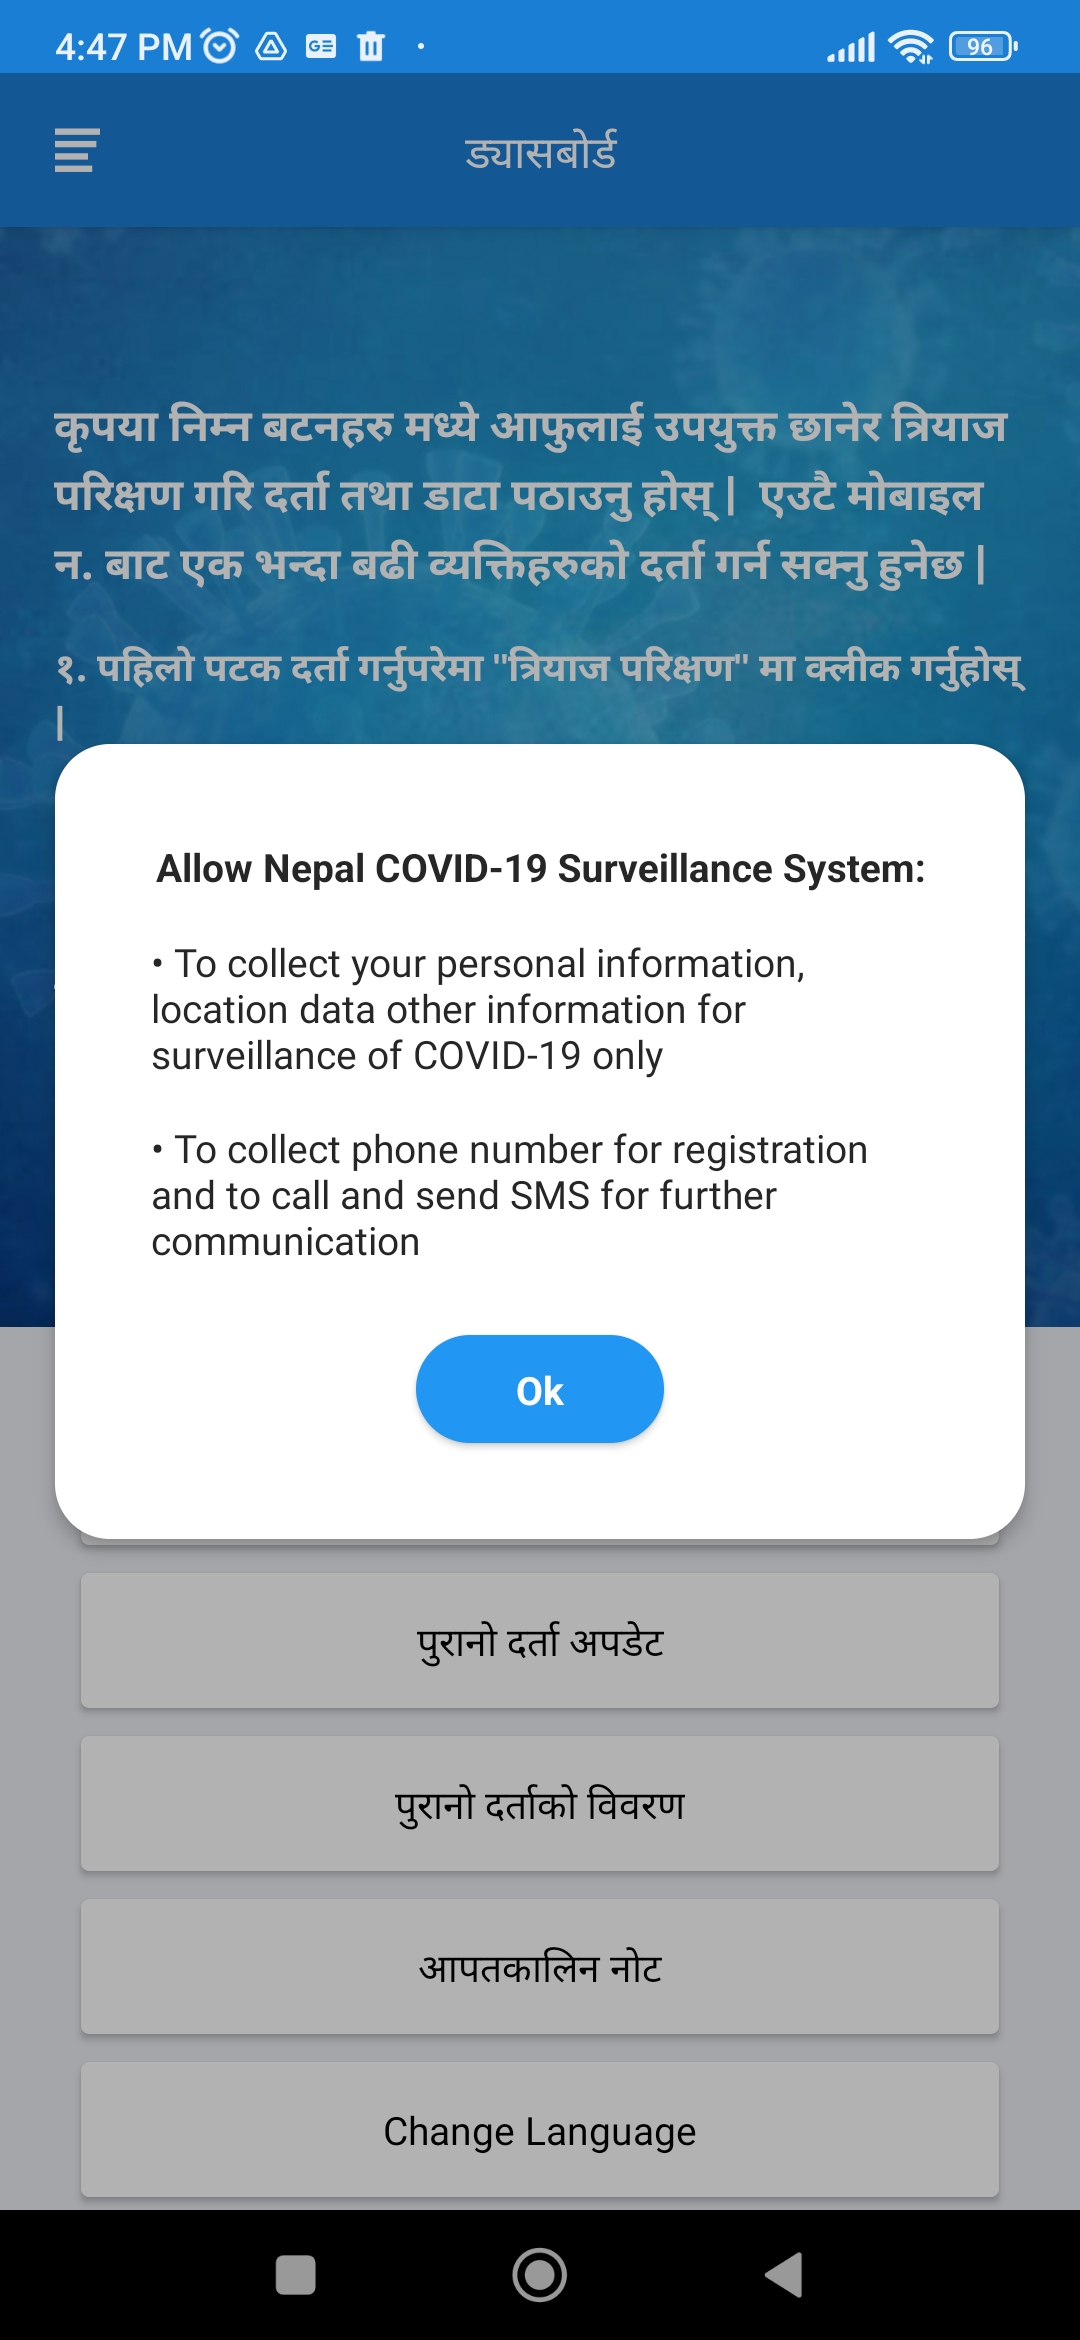 4:47 PM
96
ड्यासबोर्ड
कृपया निम्न बटनहरु मध्ये आफुलाई उपयुक्त छानेर त्रियाज
परिक्षण गरि दर्ता तथा डाटा पठाउनु होस् |  एउटै मोबाइल
न. बाट एक भन्दा बढी व्यक्तिहरुको दर्ता गर्न सक्नु हुनेछ |
१. पहिलो पटक दर्ता गर्नुपरेमा "त्रियाज परिक्षण" मा क्लीक गर्नुहोस्
|
Allow Nepal COVID-19 Surveillance System:
• To collect your personal information,
location data other information for
surveillance of COVID-19 only
• To collect phone number for registration
and to call and send SMS for further
communication
Ok
पुरानो दर्ता अपडेट
पुरानो दर्ताको विवरण
आपतकालिन नोट
Change Language